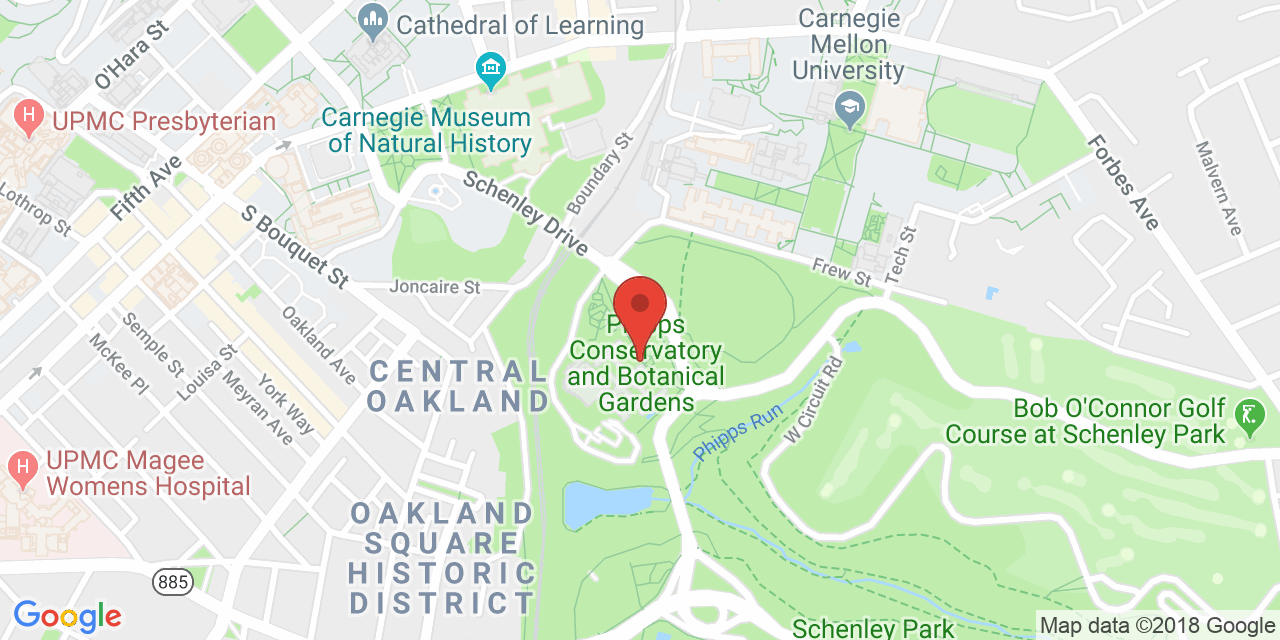 O'Hara St
Cathedral of Learning
Carnegie
Mellon
University
H
UPMC Presbyterian
Carnegie Museum
of Natural History
Boundary St
Forbes Ave
Malvern Ave
Fifth Ave
Lothrop St
Schenley Drive
S Bouquet St
Joncaire St
Frew St
Tech St
Phipps
Conservatory
and Botanical
Gardens
Semple St
McKee Pl
Louisa St
Meyran Ave
Oakland Ave
York Way
CENTRAL
OAKLAND
W Circuit Rd
Phipps Run
Bob O'Connor Golf
Course at Schenley Park
H
UPMC Magee
Womens Hospital
OAKLAND
SQUARE
HISTORIC
DISTRICT
885
Google
Schenley Park
Map data ©2018 Google